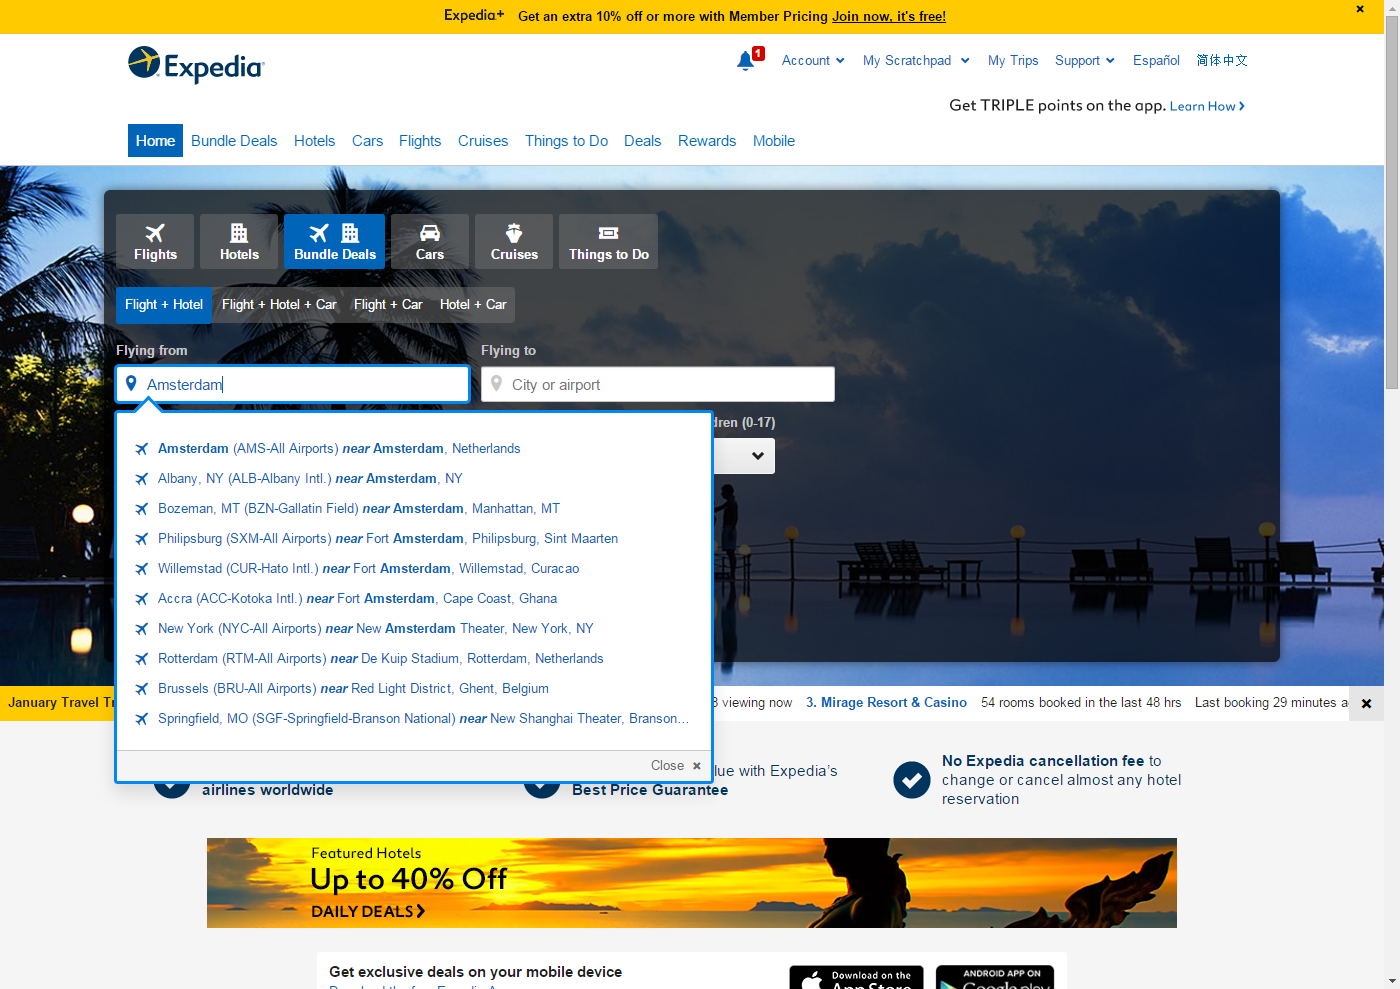 Expedia+ Get an extra 10% off or more with Member Pricing Join now, it's free!
Expedia
1
Account
My Scratchpad
My Trips
Support
Español
简体中文
Get TRIPLE points on the app. Learn How
Home
Bundle Deals
Hotels
Cars
Flights
Cruises
Things to Do
Deals
Rewards
Mobile
Flights
Hotels
Bundle Deals
Cars
Cruises
Things to Do
Flight + Hotel
Flight + Hotel + Car
Flight + Car
Hotel + Car
Flying from
Flying to
Amsterdam
City or airport
dren (0-17)
Amsterdam (AMS-All Airports) near Amsterdam, Netherlands
Albany, NY (ALB-Albany Intl.) near Amsterdam, NY
Bozeman, MT (BZN-Gallatin Field) near Amsterdam, Manhattan, MT
Philipsburg (SXM-All Airports) near Fort Amsterdam, Philipsburg, Sint Maarten
Willemstad (CUR-Hato Intl.) near Fort Amsterdam, Willemstad, Curacao
Accra (ACC-Kotoka Intl.) near Fort Amsterdam, Cape Coast, Ghana
New York (NYC-All Airports) near New Amsterdam Theater, New York, NY
Rotterdam (RTM-All Airports) near De Kuip Stadium, Rotterdam, Netherlands
Brussels (BRU-All Airports) near Red Light District, Ghent, Belgium
Springfield, MO (SGF-Springfield-Branson National) near New Shanghai Theater, Branson...
Close
January Travel
viewing now
3. Mirage Resort & Casino
54 rooms booked in the last 48 hrs
Last booking 29 minutes
airlines worldwide
lue with Expedia's
Best Price Guarantee
No Expedia cancellation fee to
change or cancel almost any hotel
reservation
Featured Hotels
Up to 40% Off
DAILY DEALS
Get exclusive deals on your mobile device
Download on the
App Store
ANDROID APP ON
Google play